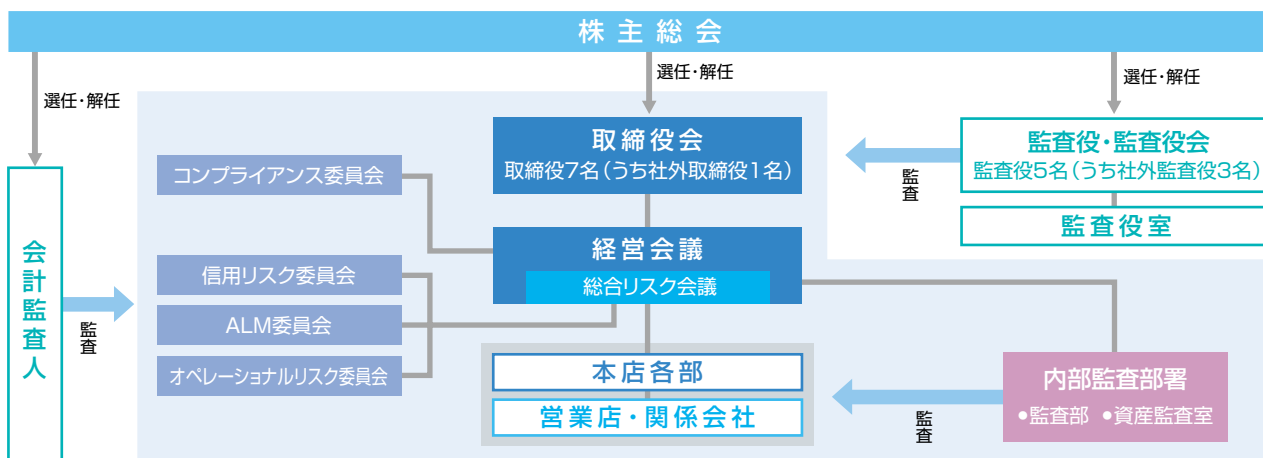 株主総会
選任・解任
選任・解任
選任・解任
取締役会
取締役7名(うち社外取締役1名)
監査役・監査役会
監査役5名(うち社外監査役3名)
監査
監査役室
コンプライアンス委員会
経営会議
総合リスク会議
会計監査人
監査
信用リスク委員会
ALM委員会
オペレーショナルリスク委員会
本店各部
営業店・関係会社
監査
内部監査部署
●監査部 ●資産監査室